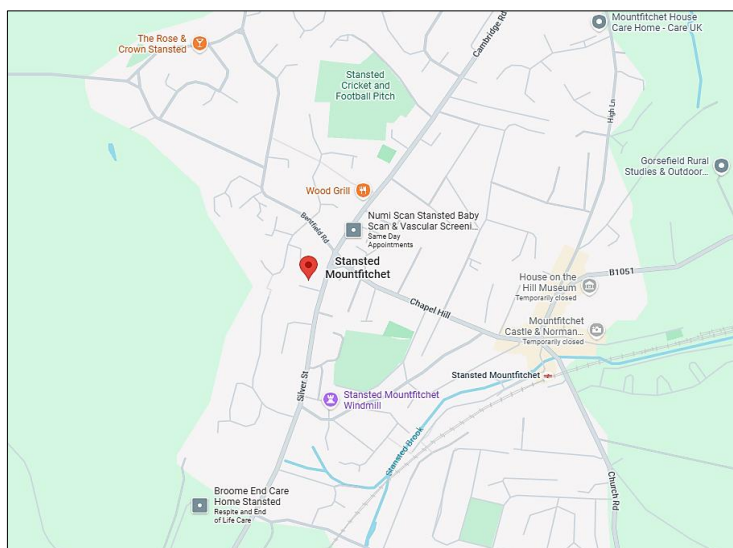 The Rose &
Crown Stansted
Mountfitchet House
Care Home - Care UK
Cambridge Rd
Stansted
Cricket and
Football Pitch
High Ln
Gorsefield Rural
Studies & Outdoor...
Wood Grill
Bentfield Rd
Numi Scan Stansted Baby
Scan & Vascular Screeni...
Same Day
Appointments
Stansted
Mountfitchet
House on the
Hill Museum
Temporarily closed
B1051
Chapel Hill
Mountfitchet
Castle & Norman...
Temporarily closed
Stansted Mountfitchet
Silver St
Stansted Mountfitchet
Windmill
Stansted Brook
Church Rd
Broome End Care
Home Stansted
Respite and End
of Life Care